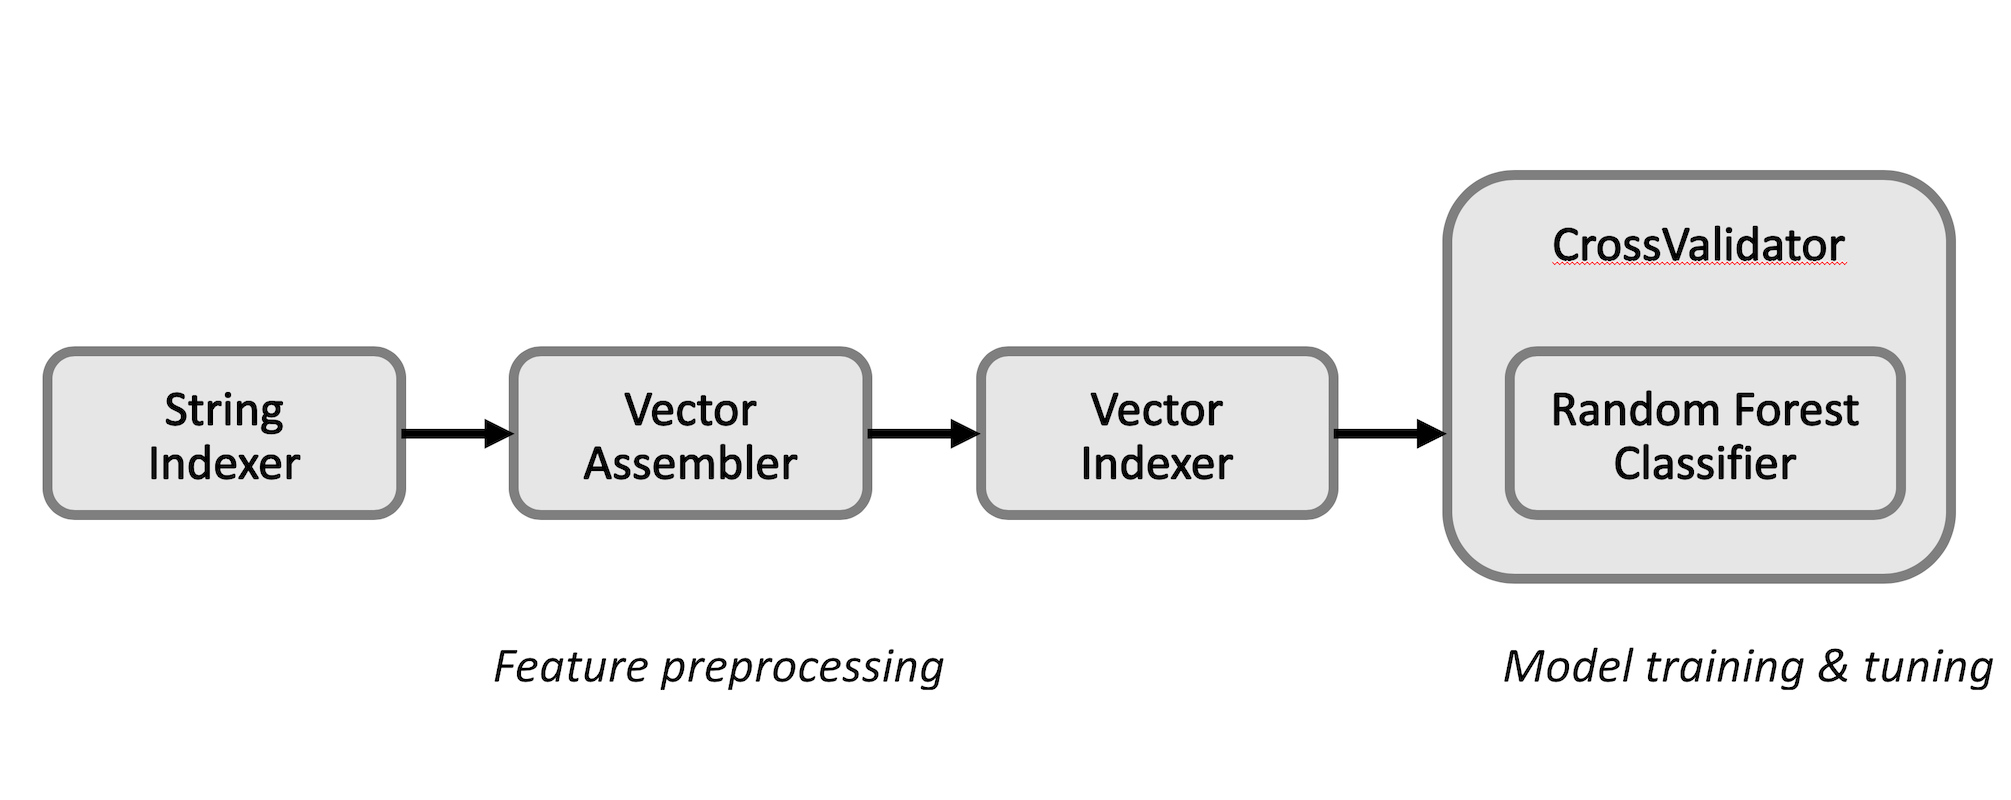 CrossValidator
String
Indexer
Vector
Assembler
Vector
Indexer
Random Forest
Classifier
Feature preprocessing
Model training & tuning